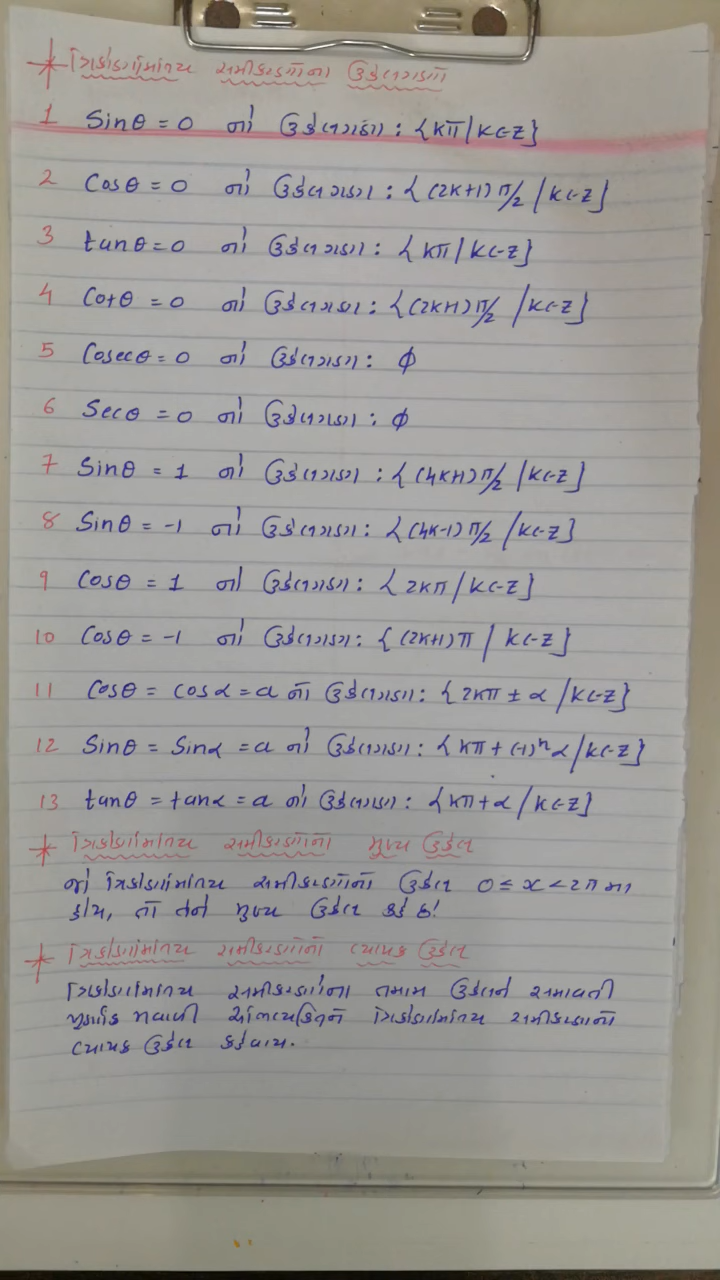 * ત્રિકોણમિતીય સમીકરણોના ઉકેલગણો
1 Sinθ = 0 નો ઉકેલગણ : {kπ/k∈Z}
2 Cosθ = 0 નો ઉકેલગણ : {(2k+1)π/2 /k∈Z}
3 tanθ = 0 નો ઉકેલગણ : {kπ/k∈Z}
4 Cotθ = 0 નો ઉકેલગણ : {(2k+1)π/2 /k∈Z}
5 Cosecθ = 0 નો ઉકેલગણ : ϕ
6 Secθ = 0 નો ઉકેલગણ : ϕ
7 Sinθ = 1 નો ઉકેલગણ : {(4k+1)π/2 /k∈Z}
8 Sinθ = -1 નો ઉકેલગણ : {(4k-1)π/2 /k∈Z}
9 Cosθ = 1 નો ઉકેલગણ : {2kπ/k∈Z}
10 Cosθ = -1 નો ઉકેલગણ : {(2k+1)π/k∈Z}
11 Cosθ = cosα = a નો ઉકેલગણ : {2kπ ± α/k∈Z}
12 Sinθ = Sinα = a નો ઉકેલગણ : {kπ + (-1)ⁿα/k∈Z}
13 tanθ = tanα = a નો ઉકેલગણ : {kπ+α/k∈Z}
* ત્રિકોણમિતીય સમીકરણોનો મુખ્ય ઉકેલ
જો ત્રિકોણમિતીય સમીકરણોનો ઉકેલ 0 ≤ x < 2π માં
હોય, તો તેને મુખ્ય ઉકેલ કહે છે!
* ત્રિકોણમિતીય સમીકરણોનો વ્યાપક ઉકેલ
ત્રિકોણમિતીય સમીકરણોના તમામ ઉકેલને સમાવતી
પૂર્ણાંક મૂલ્યવાળી અભિવ્યક્તિને ત્રિકોણમિતીય સમીકરણનો
વ્યાપક ઉકેલ કહેવાય.